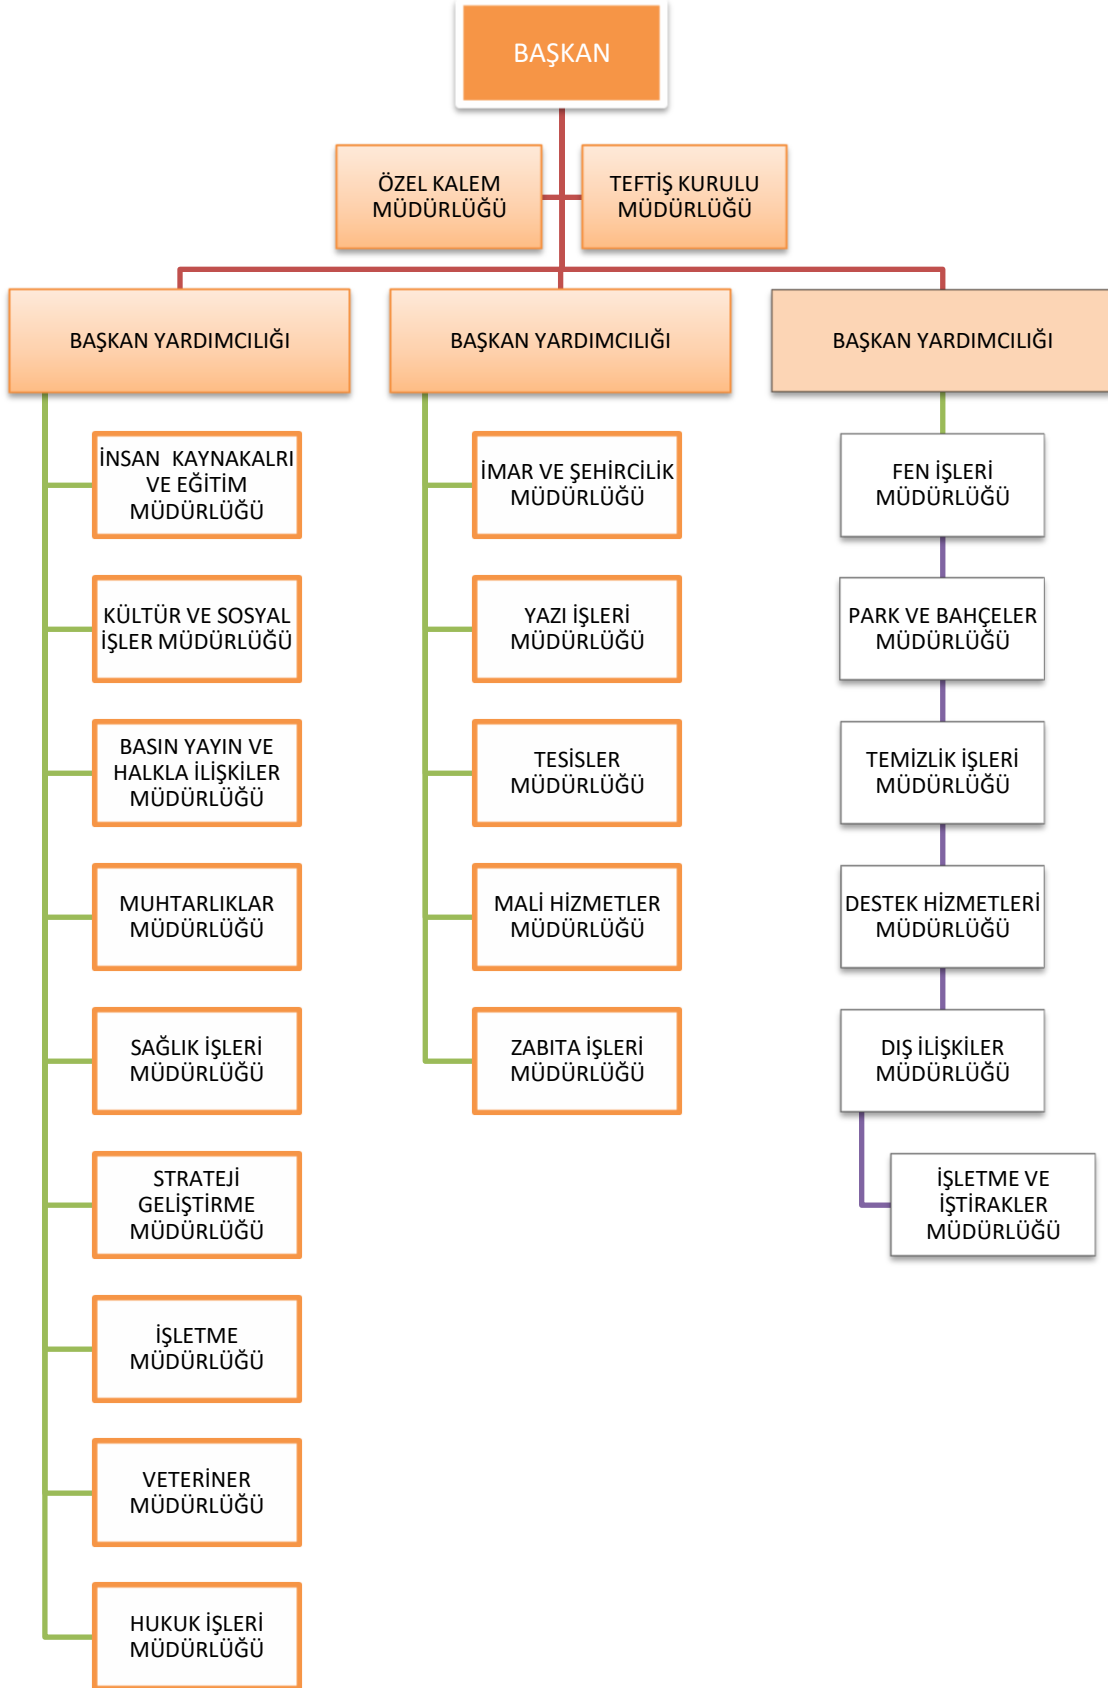 BAŞKAN
ÖZEL KALEM
MÜDÜRLÜĞÜ
TEFTİŞ KURULU
MÜDÜRLÜĞÜ
BAŞKAN YARDIMCILIĞI
İNSAN  KAYNAKALRI
VE EĞİTİM
MÜDÜRLÜĞÜ
KÜLTÜR VE SOSYAL
İŞLER MÜDÜRLÜĞÜ
BASIN YAYIN VE
HALKLA İLİŞKİLER
MÜDÜRLÜĞÜ
MUHTARLIKLAR
MÜDÜRLÜĞÜ
SAĞLIK İŞLERİ
MÜDÜRLÜĞÜ
STRATEJİ
GELİŞTİRME
MÜDÜRLÜĞÜ
İŞLETME
MÜDÜRLÜĞÜ
VETERİNER
MÜDÜRLÜĞÜ
HUKUK İŞLERİ
MÜDÜRLÜĞÜ
BAŞKAN YARDIMCILIĞI
İMAR VE ŞEHİRCİLİK
MÜDÜRLÜĞÜ
YAZI İŞLERİ
MÜDÜRLÜĞÜ
TESİSLER
MÜDÜRLÜĞÜ
MALİ HİZMETLER
MÜDÜRLÜĞÜ
ZABITA İŞLERİ
MÜDÜRLÜĞÜ
BAŞKAN YARDIMCILIĞI
FEN İŞLERİ
MÜDÜRLÜĞÜ
PARK VE BAHÇELER
MÜDÜRLÜĞÜ
TEMİZLİK İŞLERİ
MÜDÜRLÜĞÜ
DESTEK HİZMETLERİ
MÜDÜRLÜĞÜ
DIŞ İLİŞKİLER
MÜDÜRLÜĞÜ
İŞLETME VE
İŞTİRAKLER
MÜDÜRLÜĞÜ